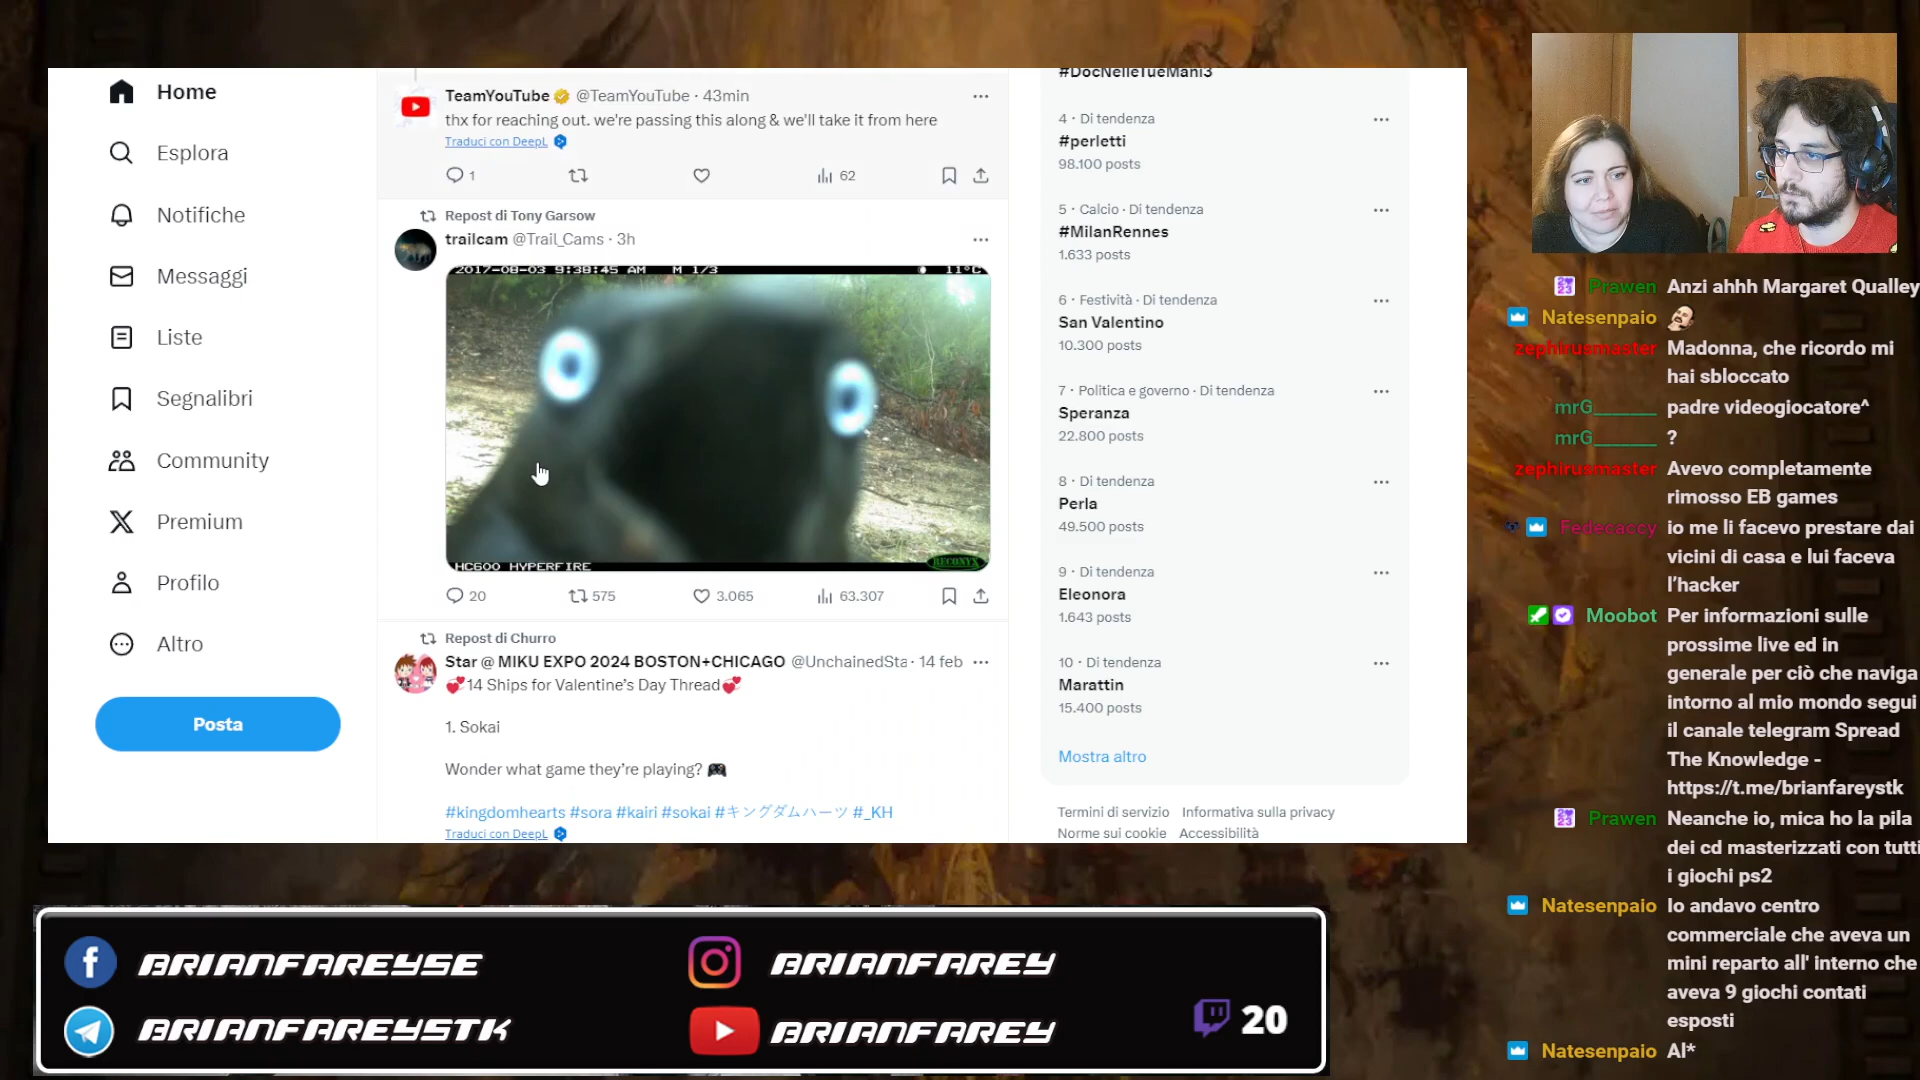 Home
Esplora
Notifiche
Messaggi
Liste
Segnalibri
Community
Premium
Profilo
Altro
Posta
TeamYouTube @TeamYouTube · 43min
thx for reaching out. we're passing this along & we'll take it from here
Traduci con DeepL
1
62
Repost di Tony Garsow
trailcam @Trail_Cams · 3h
2017-08-03 9:38:45 AM M 1/3 11°C
HC600 HYPERFIRE
RECONYX
20
575
3.065
63.307
Repost di Churro
Star @ MIKU EXPO 2024 BOSTON+CHICAGO @UnchainedSta · 14 feb
💞14 Ships for Valentine's Day Thread💞
1. Sokai
Wonder what game they're playing? 🎮
#kingdomhearts #sora #kairi #sokai #キングダムハーツ #_KH
Traduci con DeepL
#DocNelleTueMani3
4 · Di tendenza
#perletti
98.100 posts
5 · Calcio · Di tendenza
#MilanRennes
1.633 posts
6 · Festività · Di tendenza
San Valentino
10.300 posts
7 · Politica e governo · Di tendenza
Speranza
22.800 posts
8 · Di tendenza
Perla
49.500 posts
9 · Di tendenza
Eleonora
1.643 posts
10 · Di tendenza
Marattin
15.400 posts
Mostra altro
Termini di servizio Informativa sulla privacy
Norme sui cookie Accessibilità
Prawen Anzi ahhh Margaret Qualley
Natesenpaio
zephirusmaster Madonna, che ricordo mi
hai sbloccato
mrG______ padre videogiocatore^
mrG______ ?
zephirusmaster Avevo completamente
rimosso EB games
Fedecaccy io me li facevo prestare dai
vicini di casa e lui faceva
l'hacker
Moobot Per informazioni sulle
prossime live ed in
generale per ciò che naviga
intorno al mio mondo segui
il canale telegram Spread
The Knowledge -
https://t.me/brianfareystk
Prawen Neanche io, mica ho la pila
dei cd masterizzati con tutti
i giochi ps2
Natesenpaio Io andavo centro
commerciale che aveva un
mini reparto all' interno che
aveva 9 giochi contati
esposti
Natesenpaio Al*
BRIANFAREYSE
BRIANFAREY
BRIANFAREYSTK
BRIANFAREY
20